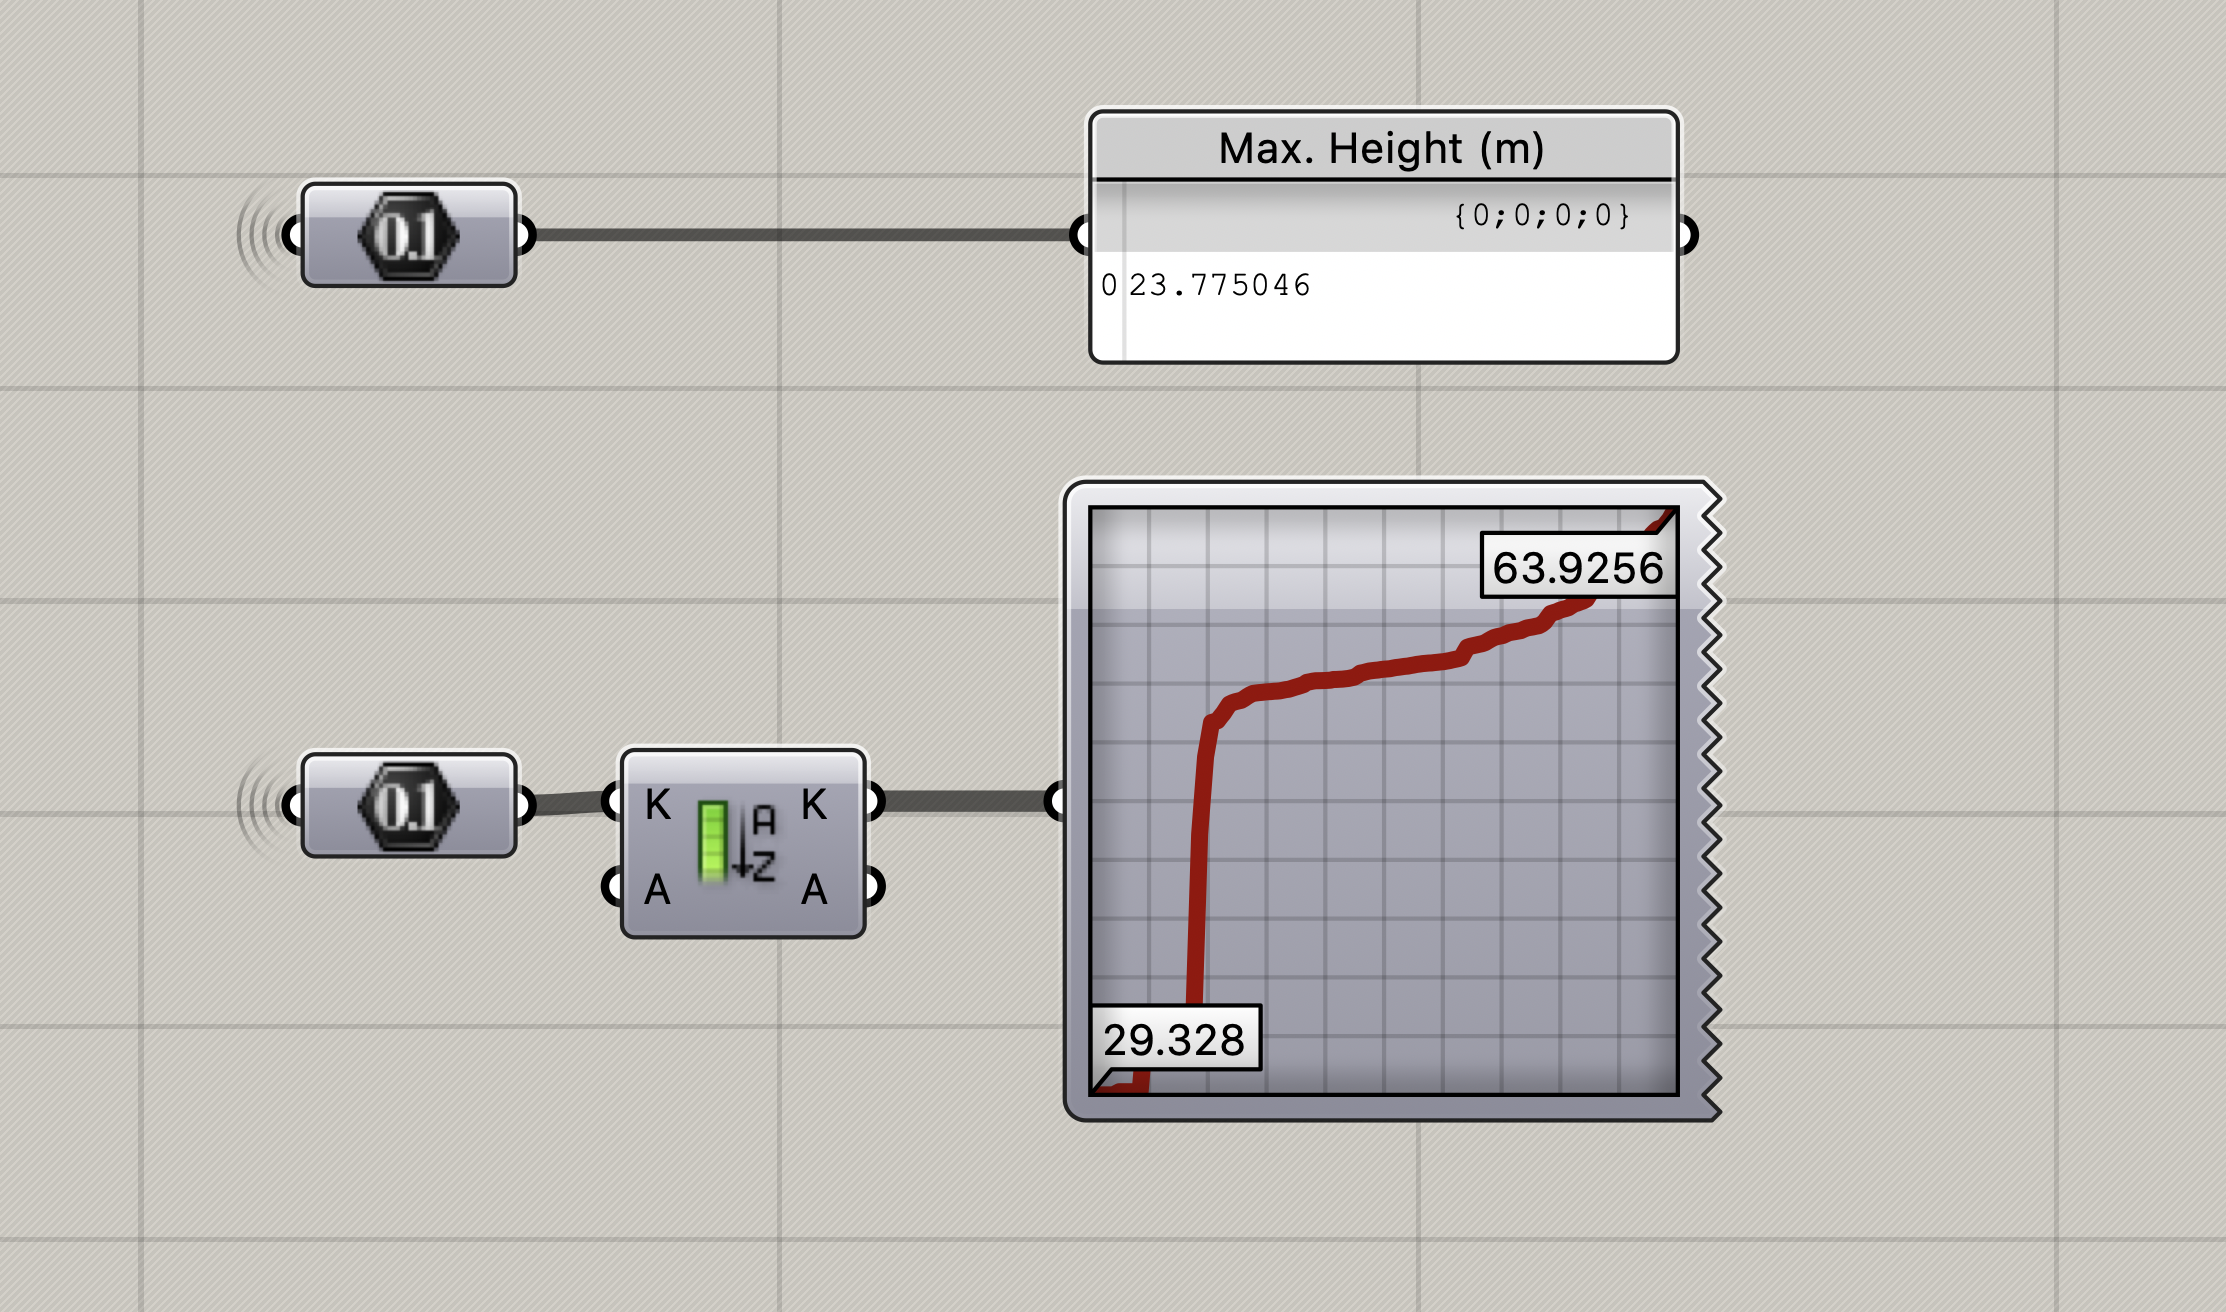 Max. Height (m)
0.1
{0;0;0;0}
0 23.775046
63.9256
0.1
K A K
Z
A A
29.328